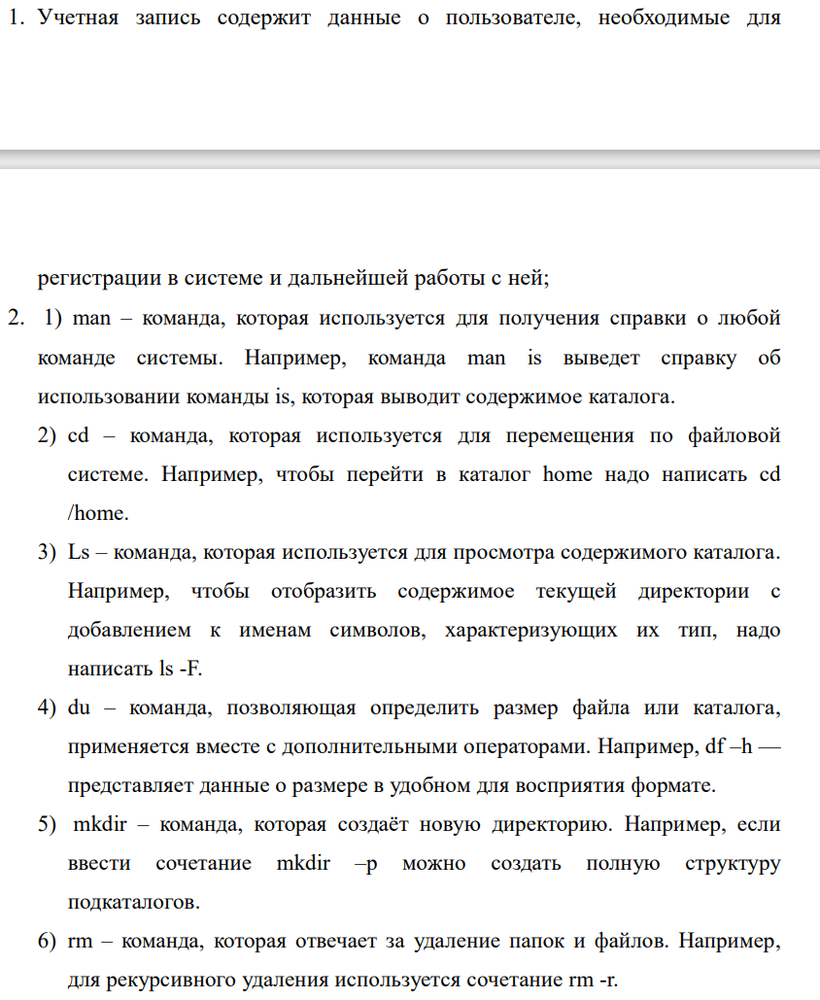 1. Учетная запись содержит данные о пользователе, необходимые для
регистрации в системе и дальнейшей работы с ней;
2. 1) man – команда, которая используется для получения справки о любой
команде системы. Например, команда man is выведет справку об
использовании команды is, которая выводит содержимое каталога.
2) cd – команда, которая используется для перемещения по файловой
системе. Например, чтобы перейти в каталог home надо написать cd
/home.
3) Ls – команда, которая используется для просмотра содержимого каталога.
Например, чтобы отобразить содержимое текущей директории с
добавлением к именам символов, характеризующих их тип, надо
написать ls -F.
4) du – команда, позволяющая определить размер файла или каталога,
применяется вместе с дополнительными операторами. Например, df –h —
представляет данные о размере в удобном для восприятия формате.
5) mkdir – команда, которая создаёт новую директорию. Например, если
ввести сочетание mkdir –p можно создать полную структуру
подкаталогов.
6) rm – команда, которая отвечает за удаление папок и файлов. Например,
для рекурсивного удаления используется сочетание rm -r.